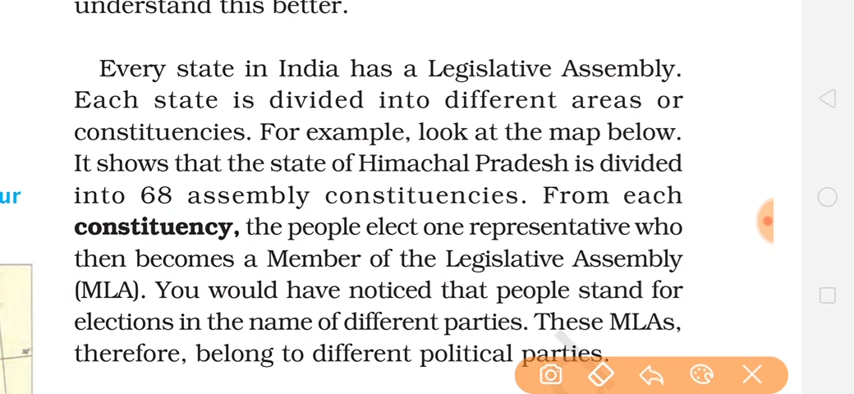 understand this better.
Every state in India has a Legislative Assembly.
Each state is divided into different areas or
constituencies. For example, look at the map below.
It shows that the state of Himachal Pradesh is divided
ur
into 68 assembly constituencies. From each
constituency, the people elect one representative who
then becomes a Member of the Legislative Assembly
(MLA). You would have noticed that people stand for
elections in the name of different parties. These MLAs,
therefore, belong to different political parties.